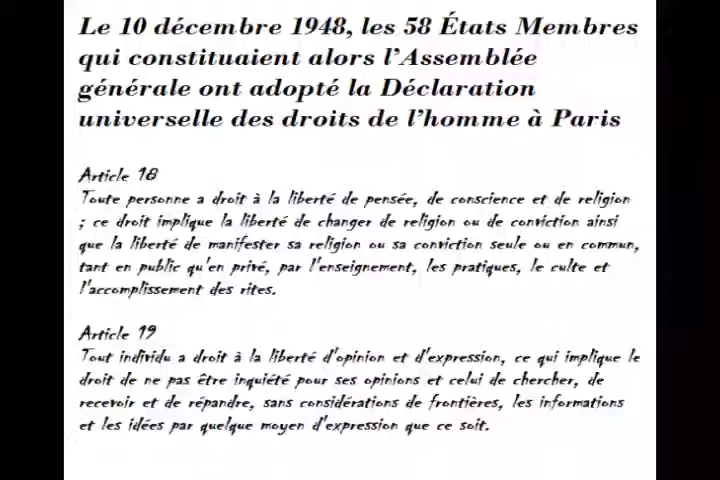 Le 10 décembre 1948, les 58 États Membres
qui constituaient alors l'Assemblée
générale ont adopté la Déclaration
universelle des droits de l'homme à Paris
Article 18
Toute personne a droit à la liberté de pensée, de conscience et de religion
; ce droit implique la liberté de changer de religion ou de conviction ainsi
que la liberté de manifester sa religion ou sa conviction seule ou en commun,
tant en public qu'en privé, par l'enseignement, les pratiques, le culte et
l'accomplissement des rites.
Article 19
Tout individu a droit à la liberté d'opinion et d'expression, ce qui implique le
droit de ne pas être inquiété pour ses opinions et celui de chercher, de
recevoir et de répandre, sans considérations de frontières, les informations
et les idées par quelque moyen d'expression que ce soit.